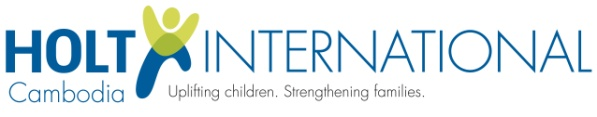 HOLT INTERNATIONAL
Cambodia Uplifting children. Strengthening families.